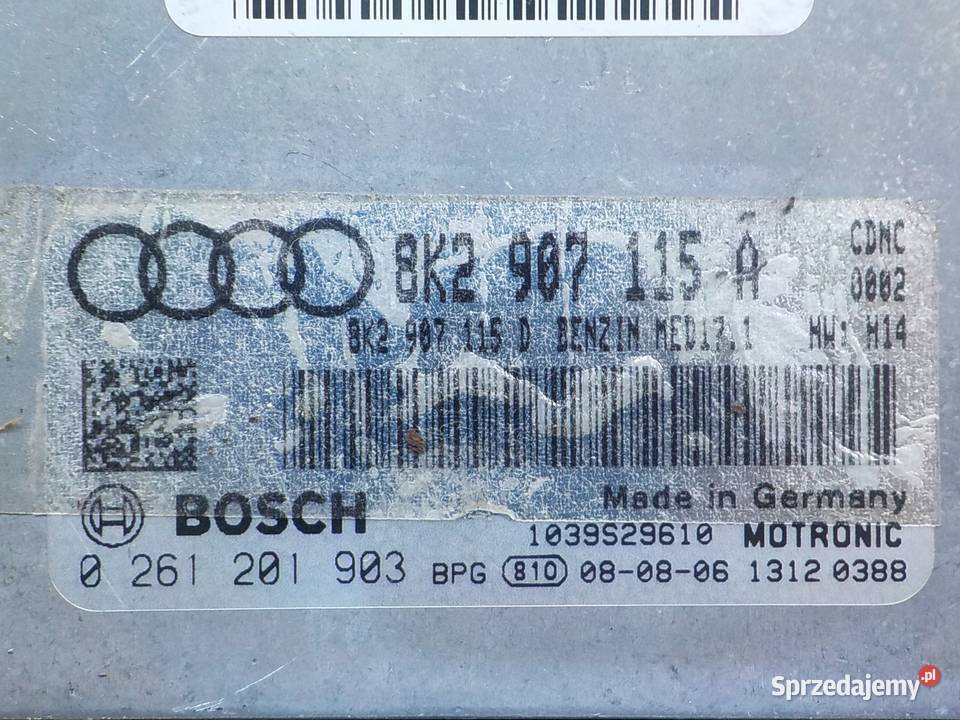 8K2 907 115 A
CDNC
0002
8K2 907 115 D BENZIN MED17.1 HW: H14
Made in Germany
BOSCH
1039S29610 MOTRONIC
0 261 201 903 BPG 810 08-08-06 1312 0388
Sprzedajemy.pl